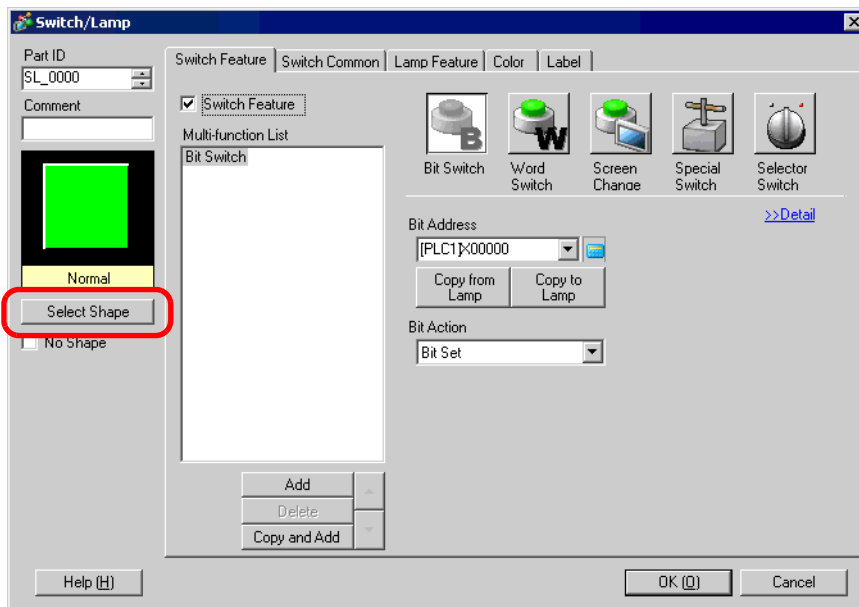 Switch/Lamp
Part ID
SL_0000
Comment
Normal
Select Shape
No Shape
Switch Feature
Switch Common
Lamp Feature
Color
Label
Switch Feature
Multi-function List
Bit Switch
Add
Delete
Copy and Add
Bit Switch
Word Switch
Screen Change
Special Switch
Selector Switch
>>Detail
Bit Address
[PLC1]X00000
Copy from Lamp
Copy to Lamp
Bit Action
Bit Set
Help (H)
OK (O)
Cancel